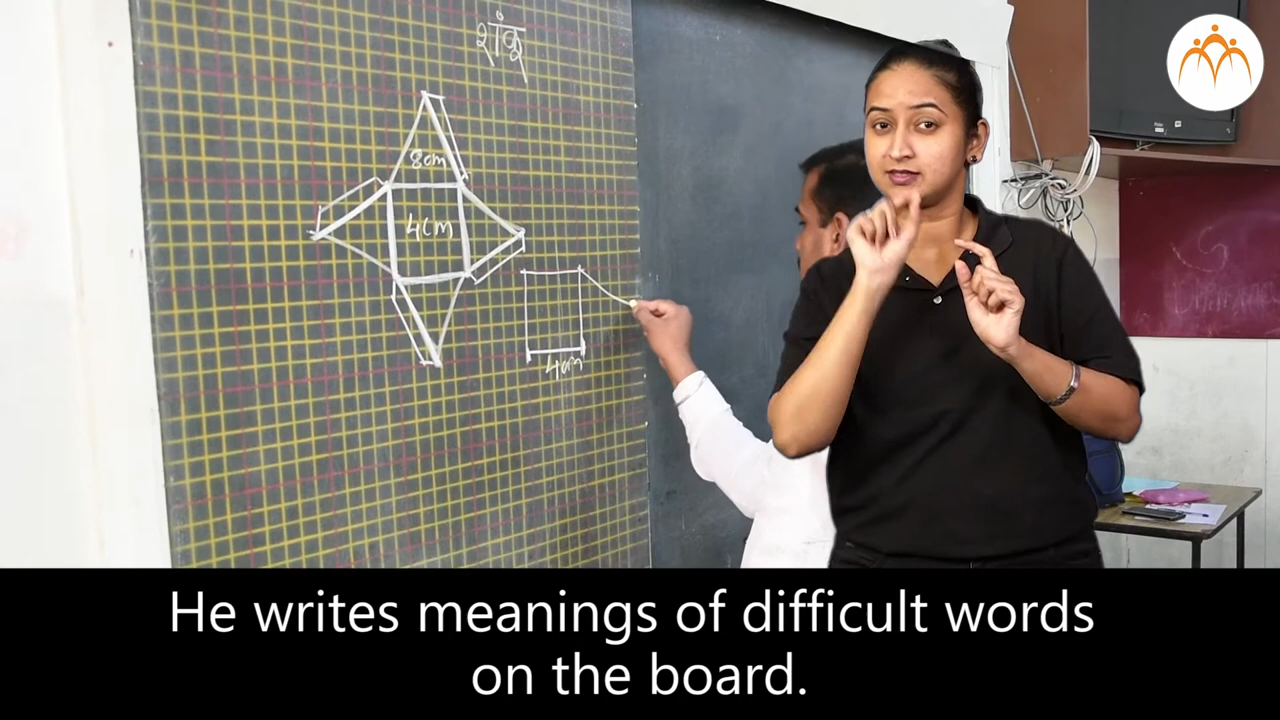 शंकू
8cm
4cm
4cm
He writes meanings of difficult words
on the board.